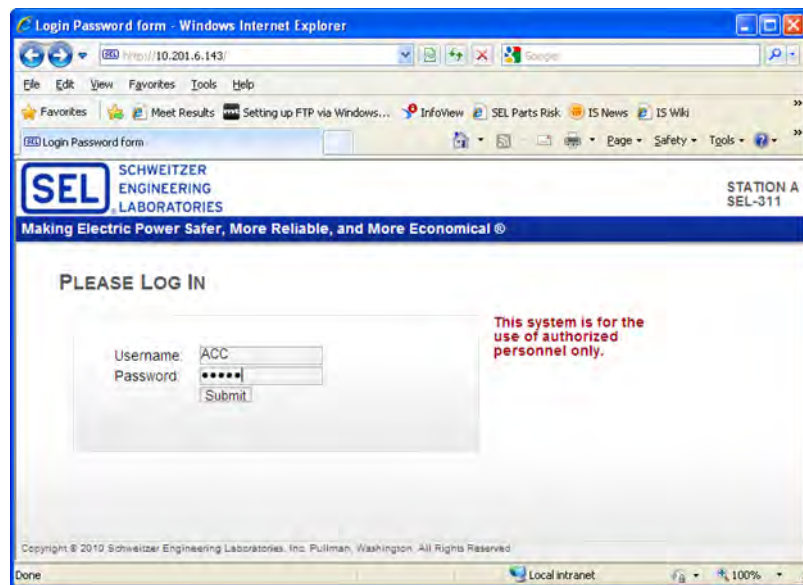 Login Password form - Windows Internet Explorer
http://10.201.6.143/
Google
File Edit View Favorites Tools Help
Favorites Meet Results Setting up FTP via Windows... InfoView SEL Parts Risk IS News IS Wiki »
Login Password form Page Safety Tools »
SEL SCHWEITZER ENGINEERING LABORATORIES
STATION A
SEL-311
Making Electric Power Safer, More Reliable, and More Economical ®
PLEASE LOG IN
This system is for the
use of authorized
personnel only.
Username: ACC
Password: •••••
Submit
Copyright © 2010 Schweitzer Engineering Laboratories, Inc. Pullman, Washington. All Rights Reserved
Done Local intranet 100%